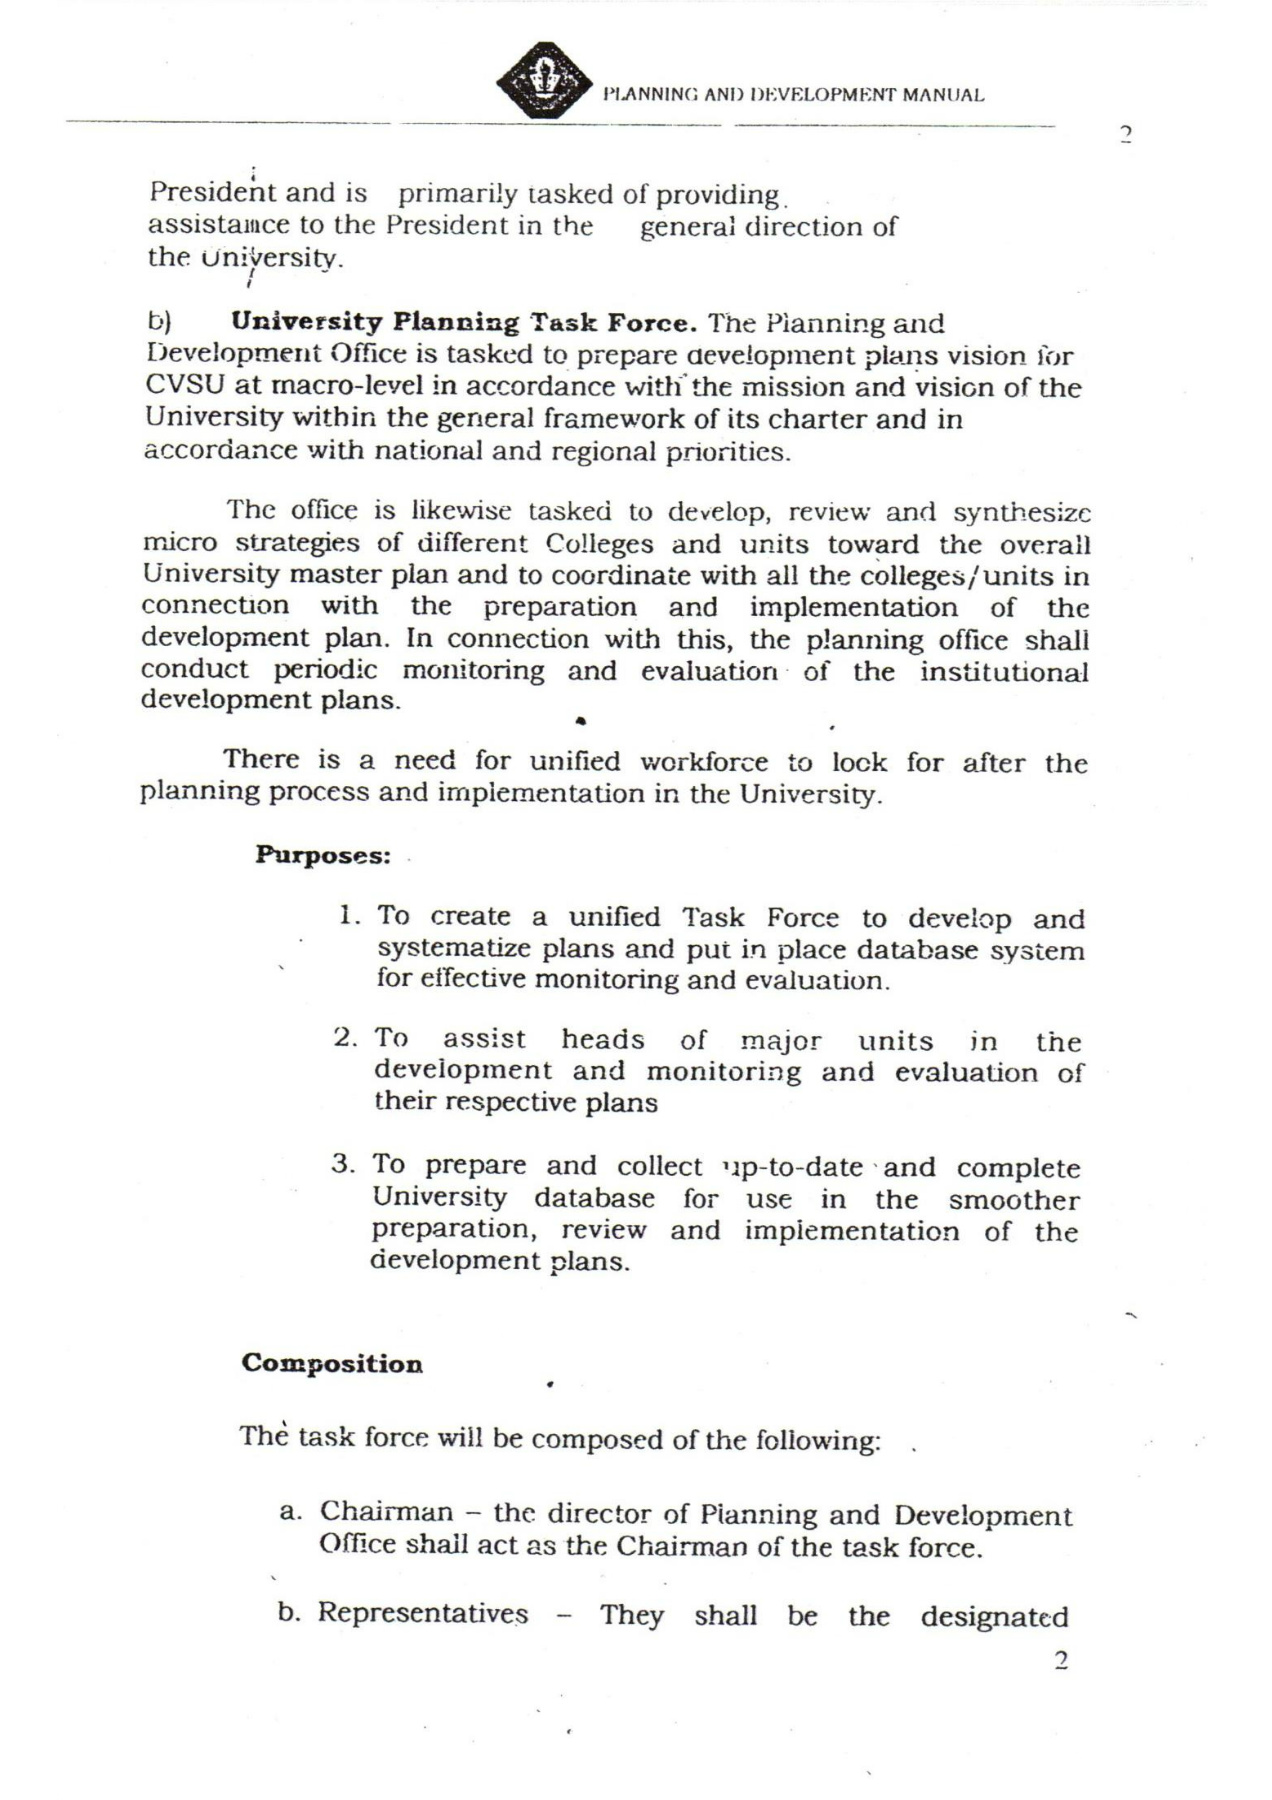 PLANNING AND DEVELOPMENT MANUAL
2
President and is primarily tasked of providing.
assistance to the President in the general direction of
the University.
b) University Planning Task Force. The Planning and
Development Office is tasked to prepare development plans vision for
CVSU at macro-level in accordance with the mission and vision of the
University within the general framework of its charter and in
accordance with national and regional priorities.
The office is likewise tasked to develop, review and synthesize
micro strategies of different Colleges and units toward the overall
University master plan and to coordinate with all the colleges/units in
connection with the preparation and implementation of the
development plan. In connection with this, the planning office shall
conduct periodic monitoring and evaluation of the institutional
development plans.
There is a need for unified workforce to lock for after the
planning process and implementation in the University.
Purposes:
1. To create a unified Task Force to develop and
systematize plans and put in place database system
for effective monitoring and evaluation.
2. To assist heads of major units in the
development and monitoring and evaluation of
their respective plans
3. To prepare and collect up-to-date and complete
University database for use in the smoother
preparation, review and implementation of the
development plans.
Composition
The task force will be composed of the following:
a. Chairman – the director of Planning and Development
Office shall act as the Chairman of the task force.
b. Representatives – They shall be the designated
2